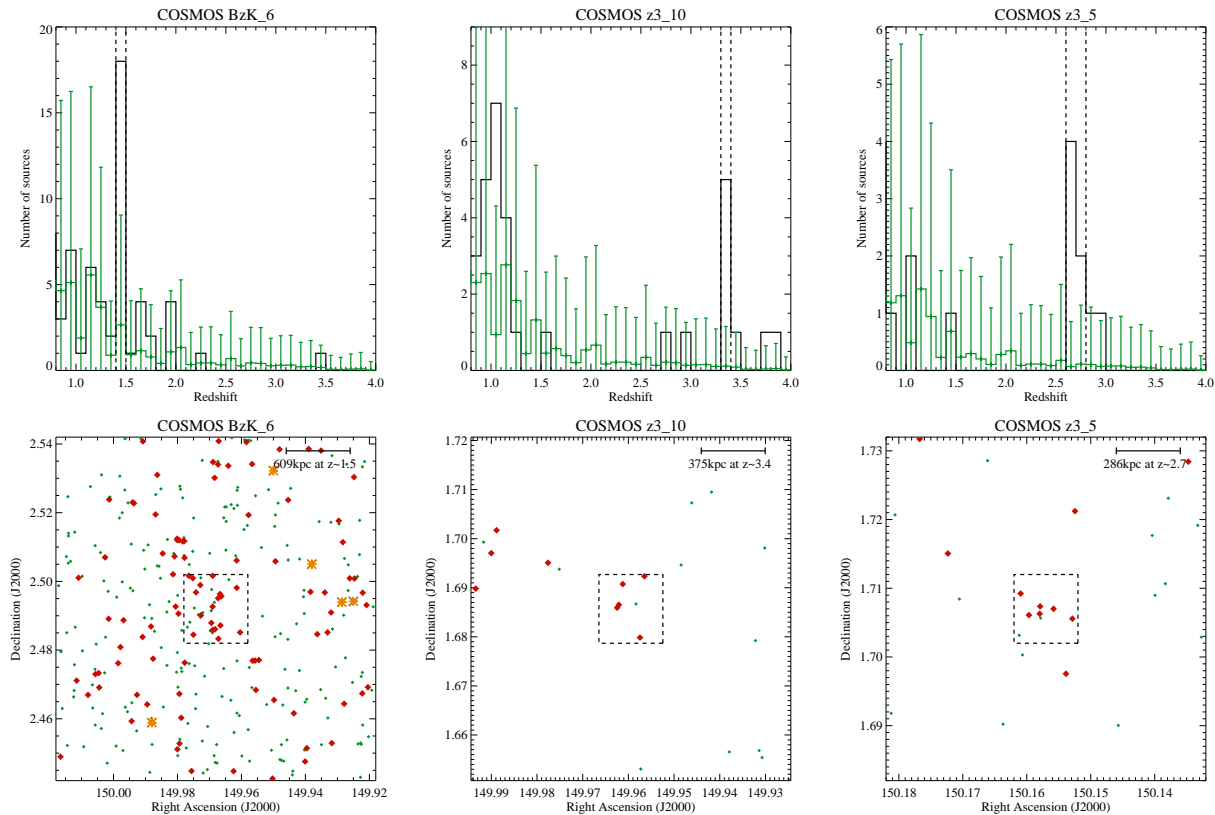 COSMOS BzK_6
COSMOS z3_10
COSMOS z3_5
20
15
10
5
0
Number of sources
1.0 1.5 2.0 2.5 3.0 3.5 4.0
Redshift
8
6
4
2
0
Number of sources
1.0 1.5 2.0 2.5 3.0 3.5 4.0
Redshift
6
5
4
3
2
1
0
Number of sources
1.0 1.5 2.0 2.5 3.0 3.5 4.0
Redshift
COSMOS BzK_6
COSMOS z3_10
COSMOS z3_5
2.54
2.52
2.50
2.48
2.46
Declination (J2000)
609kpc at z~1.5
150.00 149.98 149.96 149.94 149.92
Right Ascension (J2000)
1.72
1.71
1.70
1.69
1.68
1.67
1.66
Declination (J2000)
375kpc at z~3.4
149.99 149.98 149.97 149.96 149.95 149.94 149.93
Right Ascension (J2000)
1.73
1.72
1.71
1.70
1.69
Declination (J2000)
286kpc at z~2.7
150.18 150.17 150.16 150.15 150.14
Right Ascension (J2000)